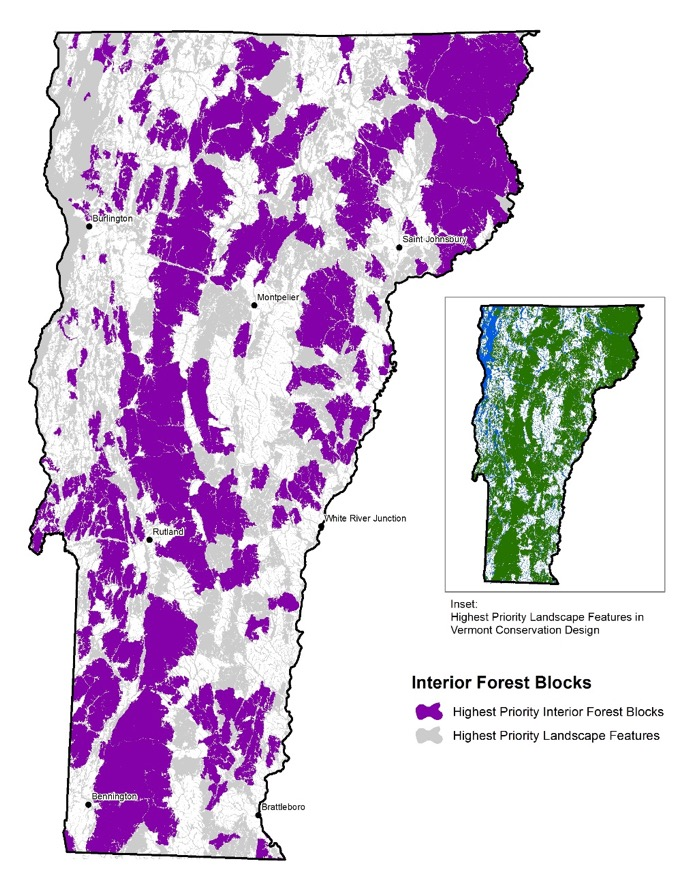 Burlington
Saint Johnsbury
Montpelier
White River Junction
Rutland
Inset:
Highest Priority Landscape Features in
Vermont Conservation Design
Interior Forest Blocks
Highest Priority Interior Forest Blocks
Highest Priority Landscape Features
Bennington
Brattleboro